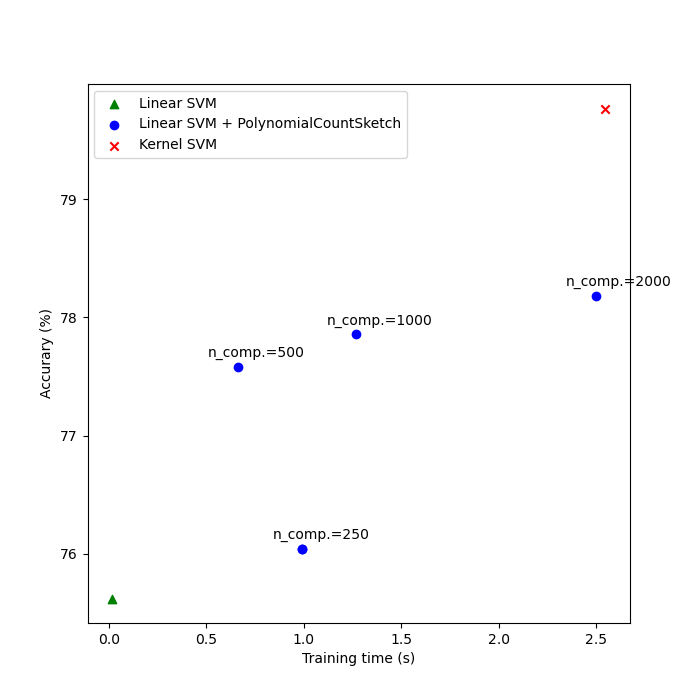 Linear SVM
Linear SVM + PolynomialCountSketch
Kernel SVM
79
n_comp.=2000
78
n_comp.=1000
n_comp.=500
77
n_comp.=250
76
Accurary (%)
0.0 0.5 1.0 1.5 2.0 2.5
Training time (s)